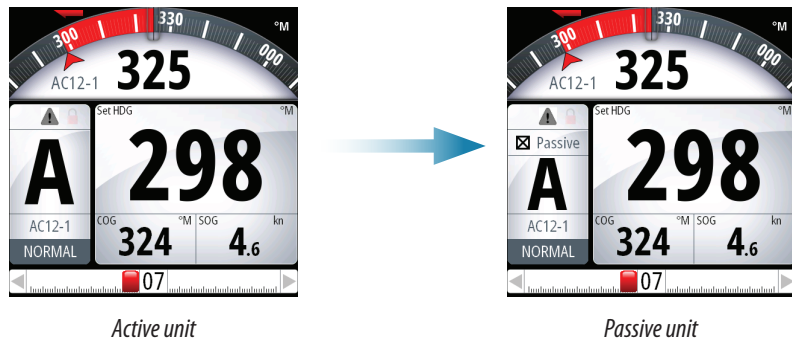 300 330 000 °M
AC12-1 325
Set HDG °M
A 298
AC12-1
NORMAL
COG °M SOG kn
324 4.6
07
Active unit
300 330 000 °M
AC12-1 325
Set HDG °M
Passive
A 298
AC12-1
NORMAL
COG °M SOG kn
324 4.6
07
Passive unit